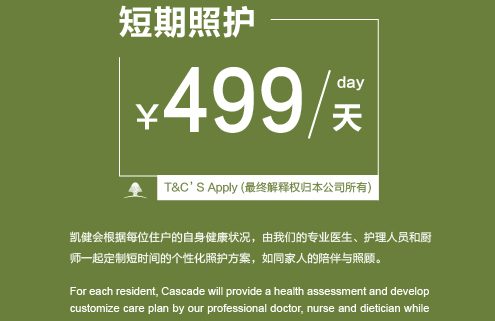 短期照护
¥499/天
day
T&C'S Apply (最终解释权归本公司所有)
凯健会根据每位住户的自身健康状况，由我们的专业医生、护理人员和厨
师一起定制短时间的个性化照护方案，如同家人的陪伴与照顾。
For each resident, Cascade will provide a health assessment and develop
customize care plan by our professional doctor, nurse and dietician while